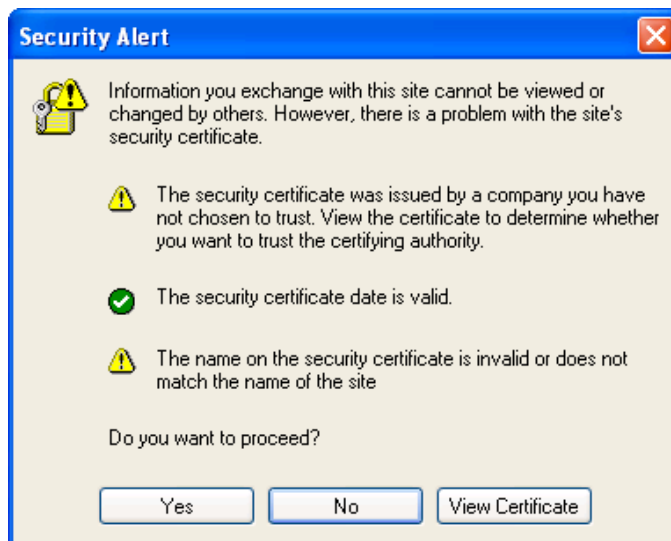 Security Alert
Information you exchange with this site cannot be viewed or
changed by others. However, there is a problem with the site's
security certificate.
The security certificate was issued by a company you have
not chosen to trust. View the certificate to determine whether
you want to trust the certifying authority.
The security certificate date is valid.
The name on the security certificate is invalid or does not
match the name of the site
Do you want to proceed?
Yes
No
View Certificate